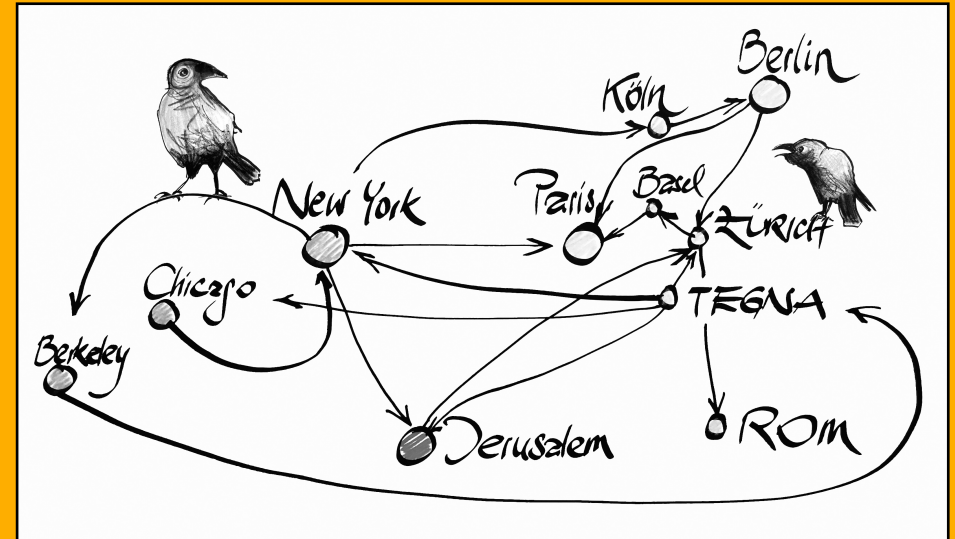 Berlin
Köln
Basel
New York
Paris
ZÜRICH
Chicago
TEGNA
Berkeley
Jerusalem
ROM